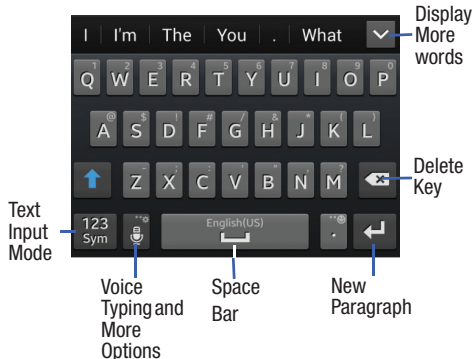 Display
More
words
I I'm The You . What
1 2 3 4 5 6 7 8 9 0
Q W E R T Y U I O P
@ $ ! # / & * ( )
A S D F G H J K L
- ' ; : " , ?
Z X C V B N M
Delete
Key
Text
Input
Mode
123
Sym
English(US)
.
Voice
Typing and
More
Options
Space
Bar
New
Paragraph